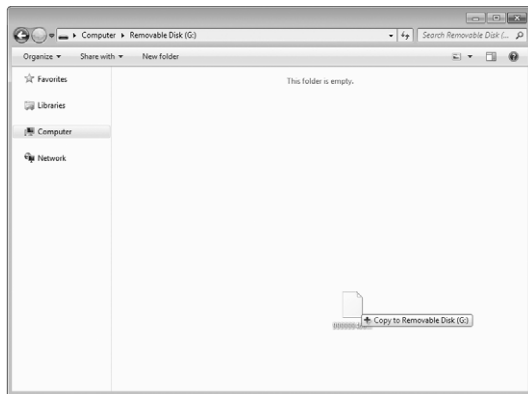 Computer ▸ Removable Disk (G:)
Search Removable Disk (...
Organize ▾ Share with ▾ New folder
Favorites
This folder is empty.
Libraries
Computer
Network
Copy to Removable Disk (G:)